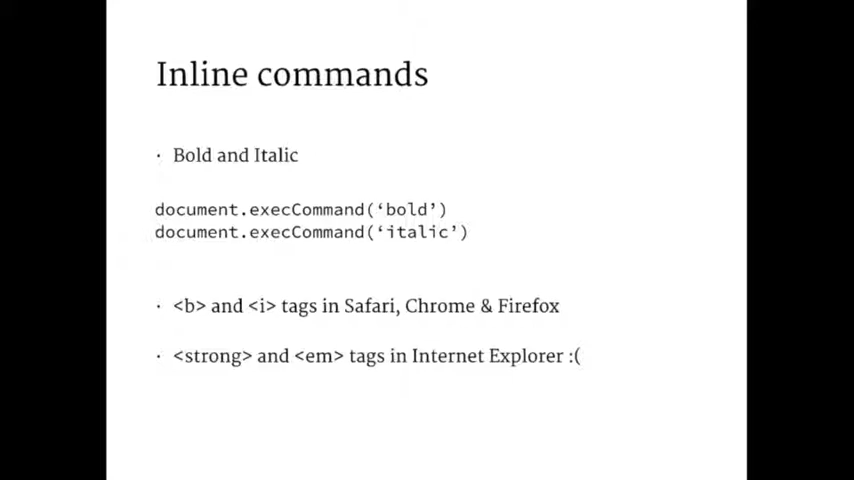 Inline commands
· Bold and Italic
document.execCommand(‘bold’)
document.execCommand(‘italic’)
· <b> and <i> tags in Safari, Chrome & Firefox
· <strong> and <em> tags in Internet Explorer :(